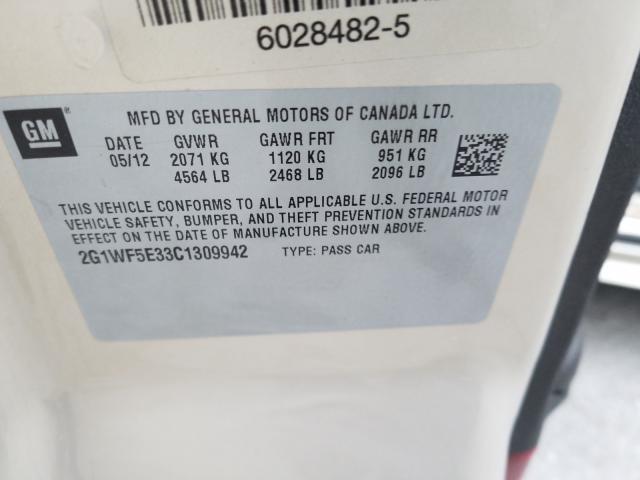 6028482-5
GM
MFD BY GENERAL MOTORS OF CANADA LTD.
DATE GVWR GAWR FRT GAWR RR
05/12 2071 KG 1120 KG 951 KG
4564 LB 2468 LB 2096 LB
THIS VEHICLE CONFORMS TO ALL APPLICABLE U.S. FEDERAL MOTOR
VEHICLE SAFETY, BUMPER, AND THEFT PREVENTION STANDARDS IN
EFFECT ON THE DATE OF MANUFACTURE SHOWN ABOVE.
2G1WF5E33C1309942 TYPE: PASS CAR